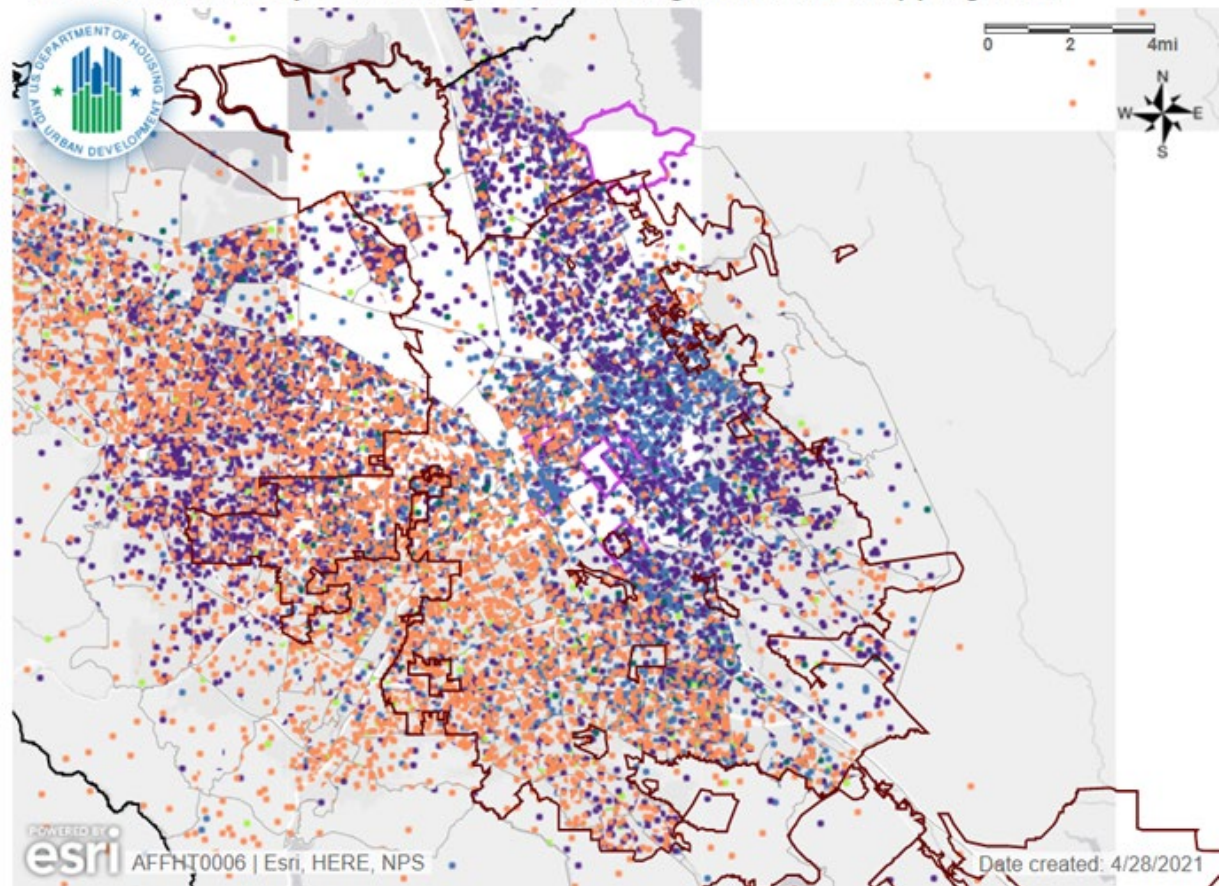 0 2 4mi
U.S. DEPARTMENT OF HOUSING
AND URBAN DEVELOPMENT
N
W E
S
POWERED BY
esri
AFFHT0006 | Esri, HERE, NPS
Date created: 4/28/2021